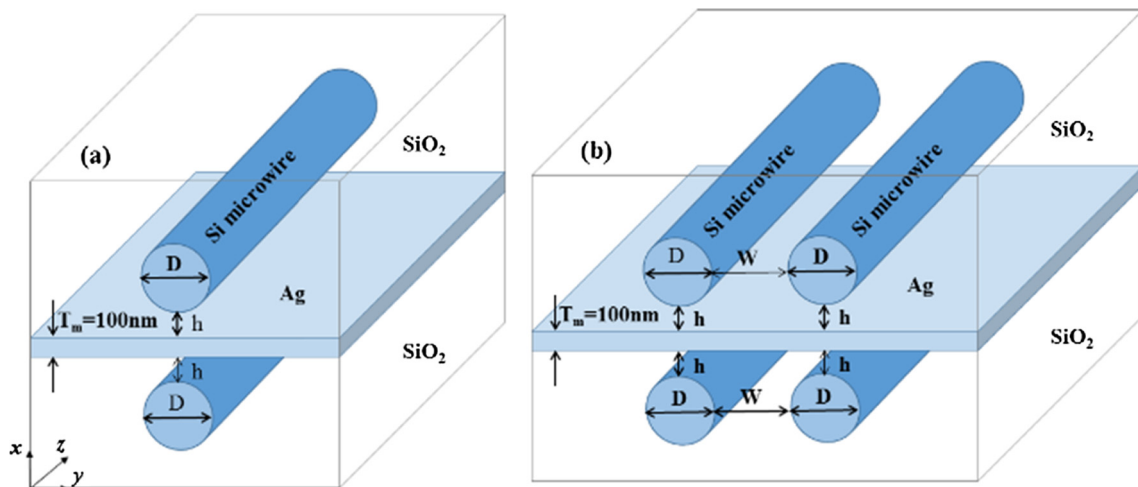 (a)
Si microwire
SiO₂
D
Ag
Tₘ=100nm
h
h
SiO₂
D
x
z
y
(b)
Si microwire
Si microwire
SiO₂
D
W
D
Ag
Tₘ=100nm
h
h
SiO₂
h
h
D
W
D